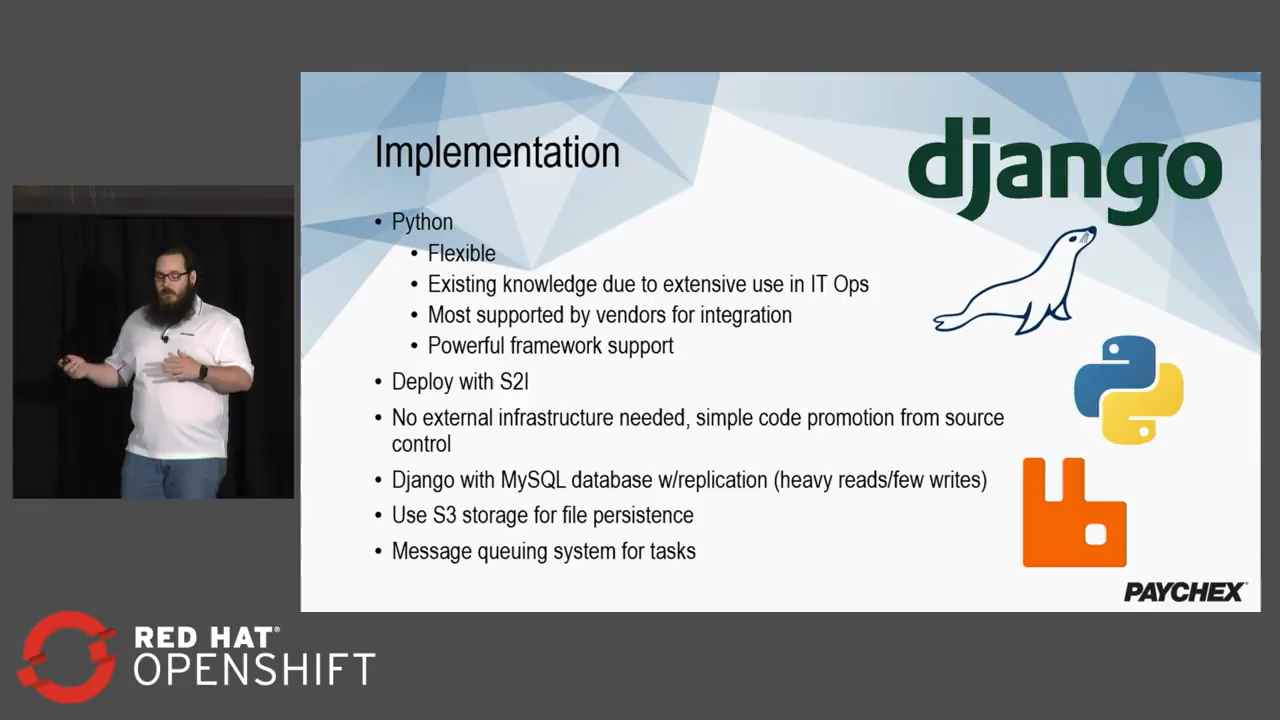 django
Implementation
• Python
• Flexible
• Existing knowledge due to extensive use in IT Ops
• Most supported by vendors for integration
• Powerful framework support
• Deploy with S2I
• No external infrastructure needed, simple code promotion from source
control
• Django with MySQL database w/replication (heavy reads/few writes)
• Use S3 storage for file persistence
• Message queuing system for tasks
PAYCHEX
RED HAT®
OPENSHIFT